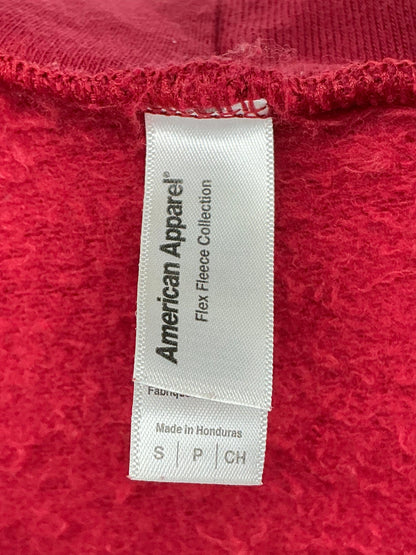 American Apparel®
Flex Fleece Collection
Made in Honduras
S | P | CH